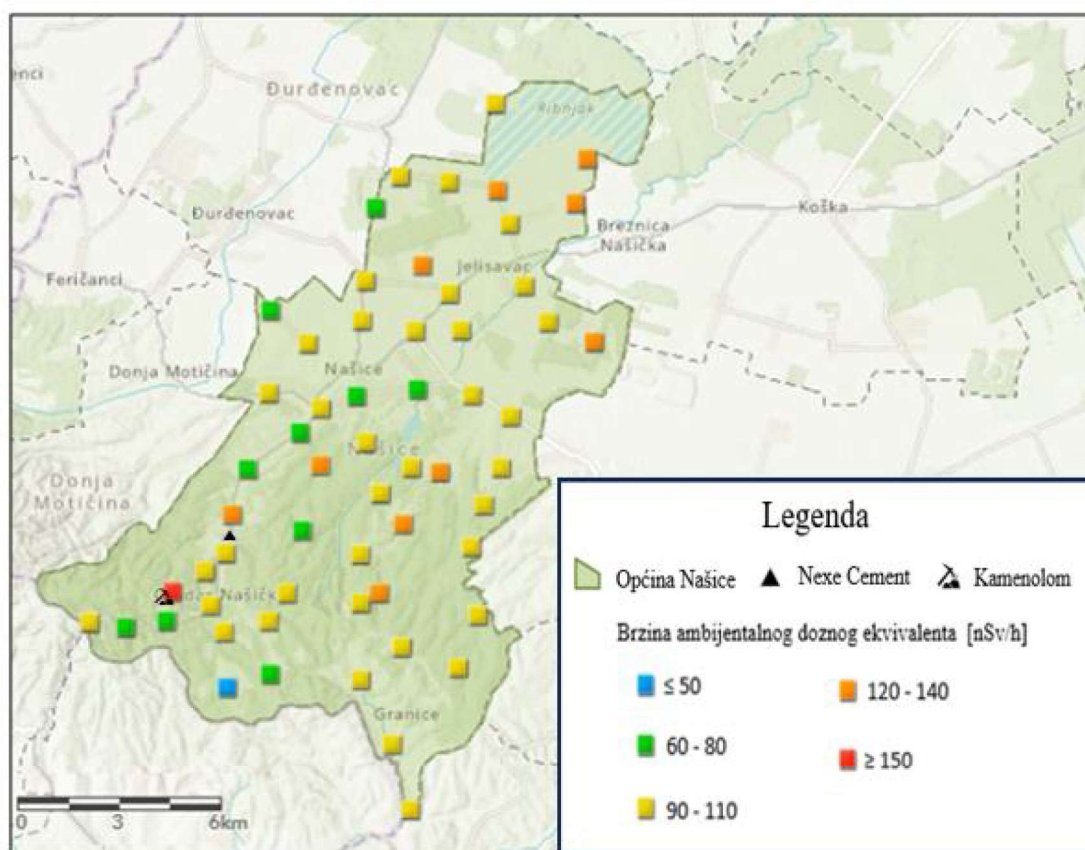 enci
Đurđenovac
Ribnjak
Đurđenovac
Koška
Breznica
Našička
Feričanci
Jelisavac
Donja Motičina
Našice
Našice
Donja
Motičina
Gradac Našički
Granice
0 3 6km
Legenda
Općina Našice
Nexe Cement
Kamenolom
Brzina ambijentalnog doznog ekvivalenta [nSv/h]
≤ 50
120 - 140
60 - 80
≥ 150
90 - 110